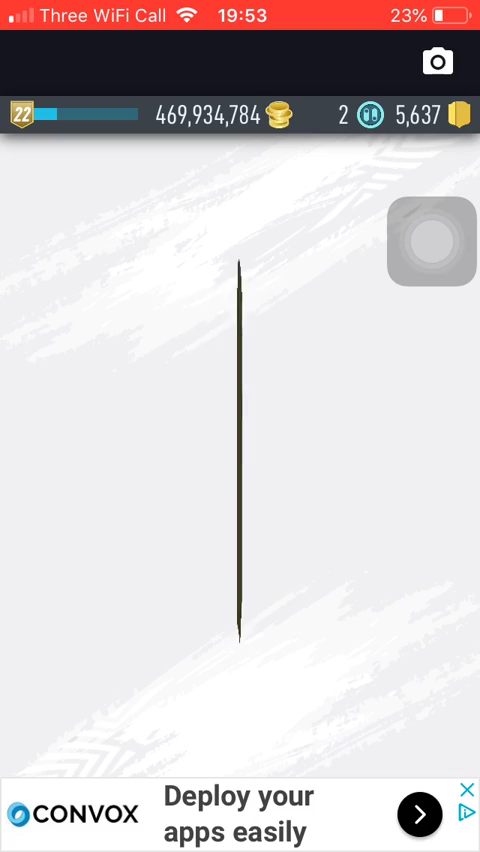 Three WiFi Call 19:53 23%
22 469,934,784 2 5,637
CONVOX
Deploy your
apps easily